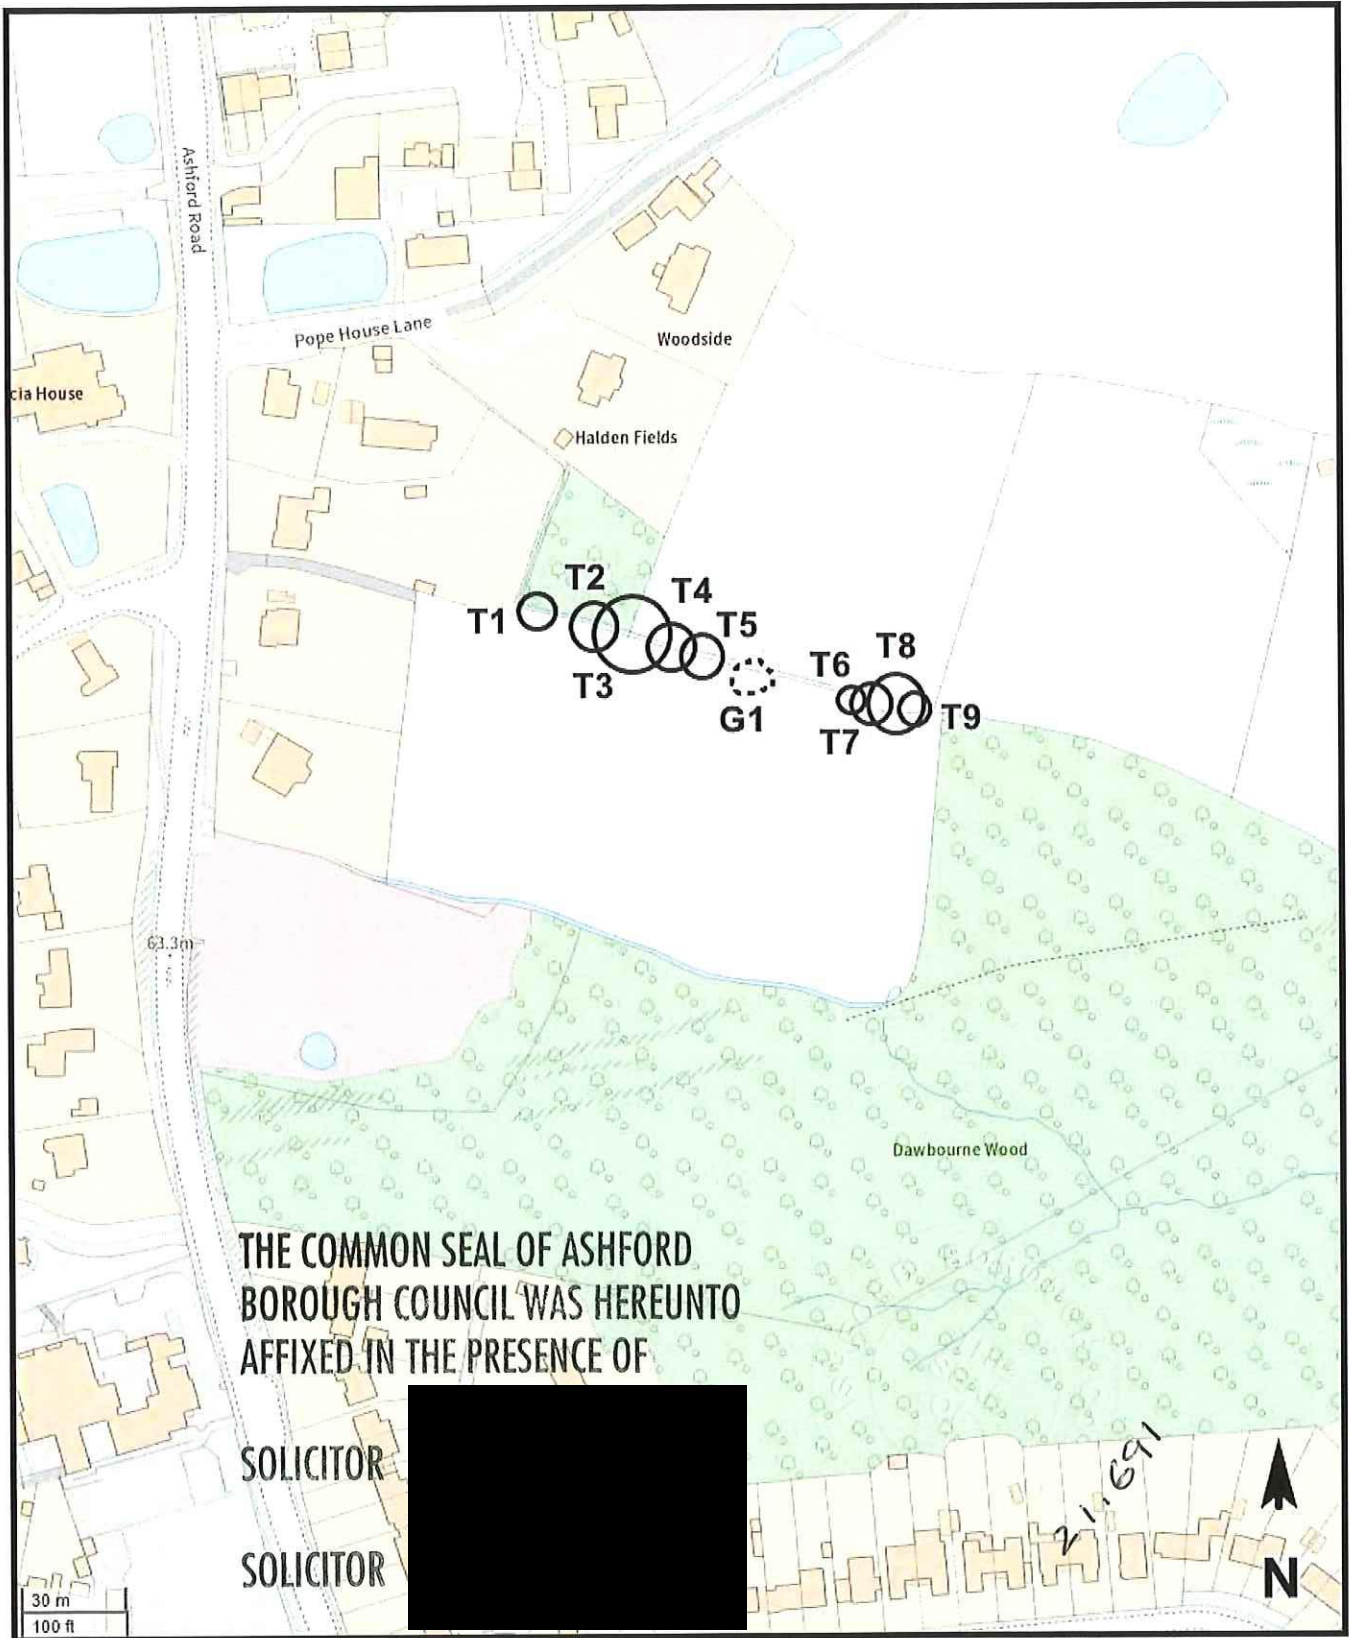 Ashford Road
Pope House Lane
Woodside
cia House
Halden Fields
T1
T2
T3
T4
T5
G1
T6
T7
T8
T9
63.3m
Dawbourne Wood
THE COMMON SEAL OF ASHFORD
BOROUGH COUNCIL WAS HEREUNTO
AFFIXED IN THE PRESENCE OF
SOLICITOR
SOLICITOR
21,691
N
30 m
100 ft